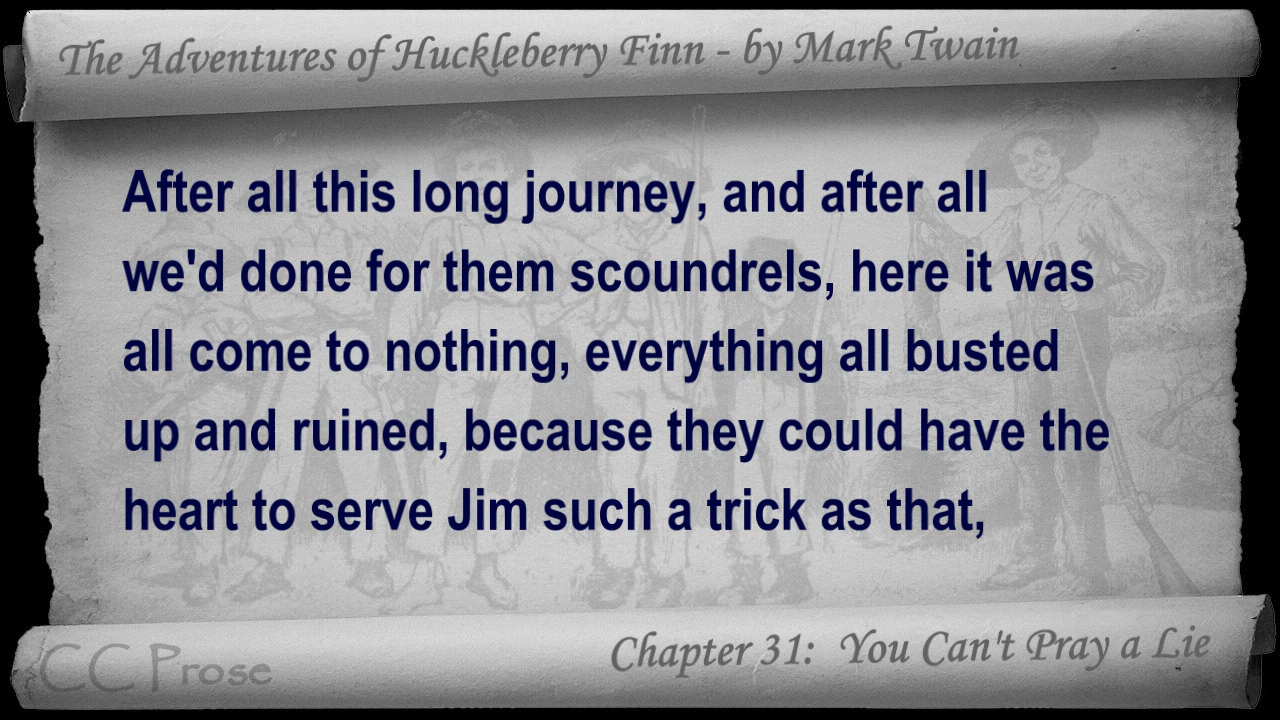 The Adventures of Huckleberry Finn - by Mark Twain
After all this long journey, and after all
we'd done for them scoundrels, here it was
all come to nothing, everything all busted
up and ruined, because they could have the
heart to serve Jim such a trick as that,
Chapter 31: You Can't Pray a Lie
CC Prose